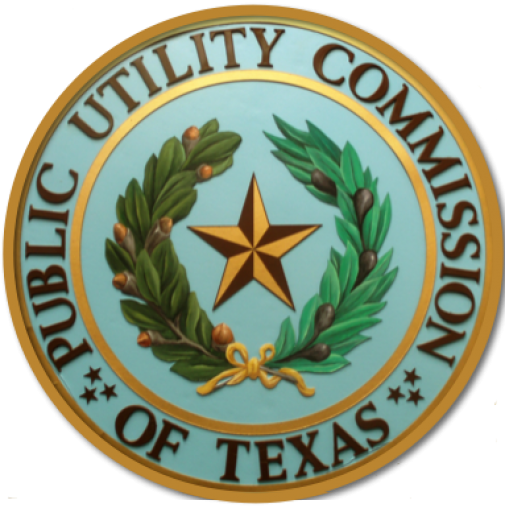 PUBLIC UTILITY COMMISSION
OF TEXAS